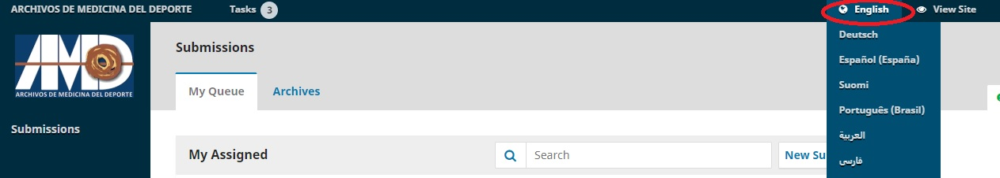 ARCHIVOS DE MEDICINA DEL DEPORTE Tasks 3 English View Site
Deutsch
Español (España)
Suomi
Português (Brasil)
العربية
فارسی
AMD
ARCHIVOS DE MEDICINA DEL DEPORTE
Submissions
Submissions
My Queue Archives
My Assigned Search New Su